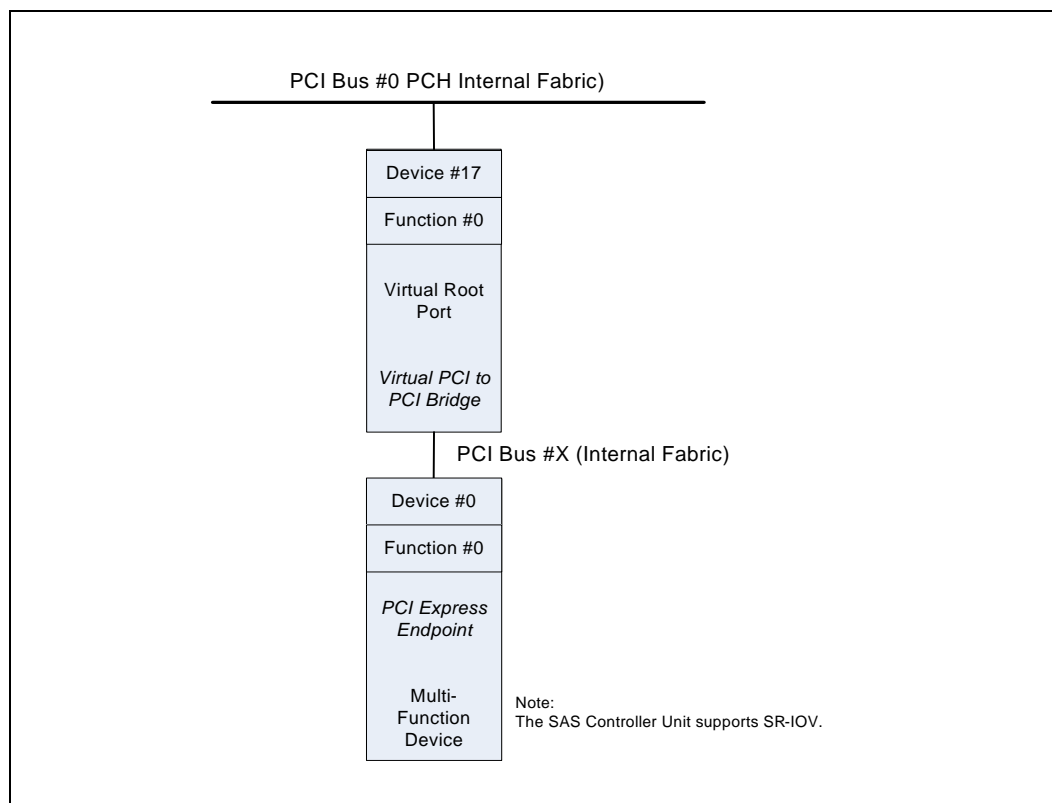 PCI Bus #0 PCH Internal Fabric)
Device #17
Function #0
Virtual Root
Port
Virtual PCI to
PCI Bridge
PCI Bus #X (Internal Fabric)
Device #0
Function #0
PCI Express
Endpoint
Multi-
Function
Device
Note:
The SAS Controller Unit supports SR-IOV.